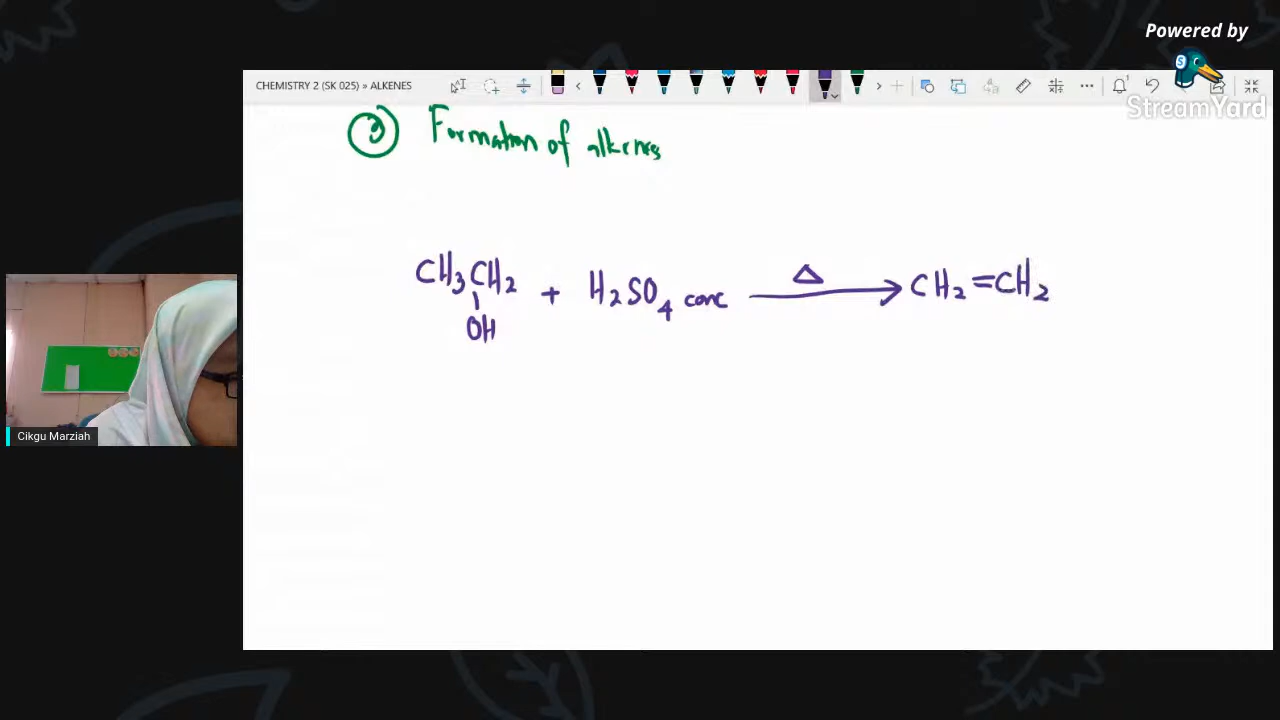 Powered by
StreamYard
CHEMISTRY 2 (SK 025) » ALKENES
③ Formation of alkenes
CH3CH2 + H2SO4 conc Δ → CH2=CH2
OH
Cikgu Marziah